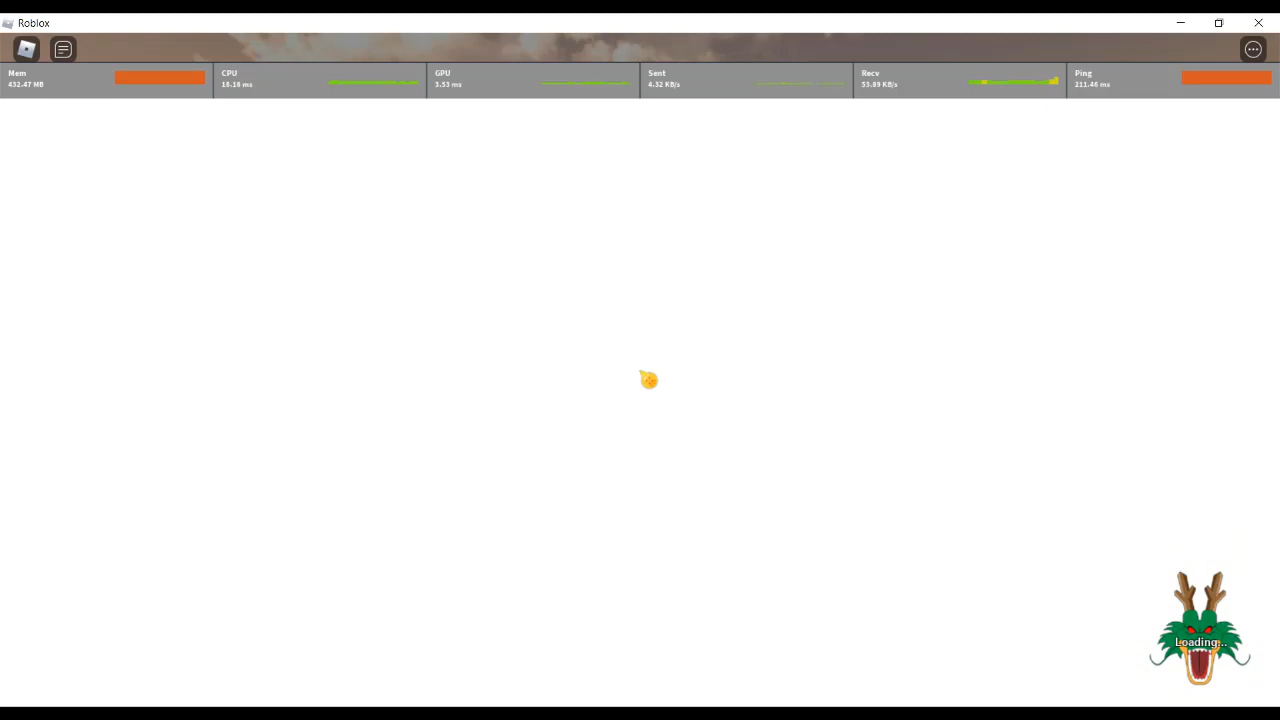 Roblox
Mem
432.47 MB
CPU
15.16 ms
GPU
3.53 ms
Sent
4.32 KB/s
Recv
53.89 KB/s
Ping
211.46 ms
Loading...